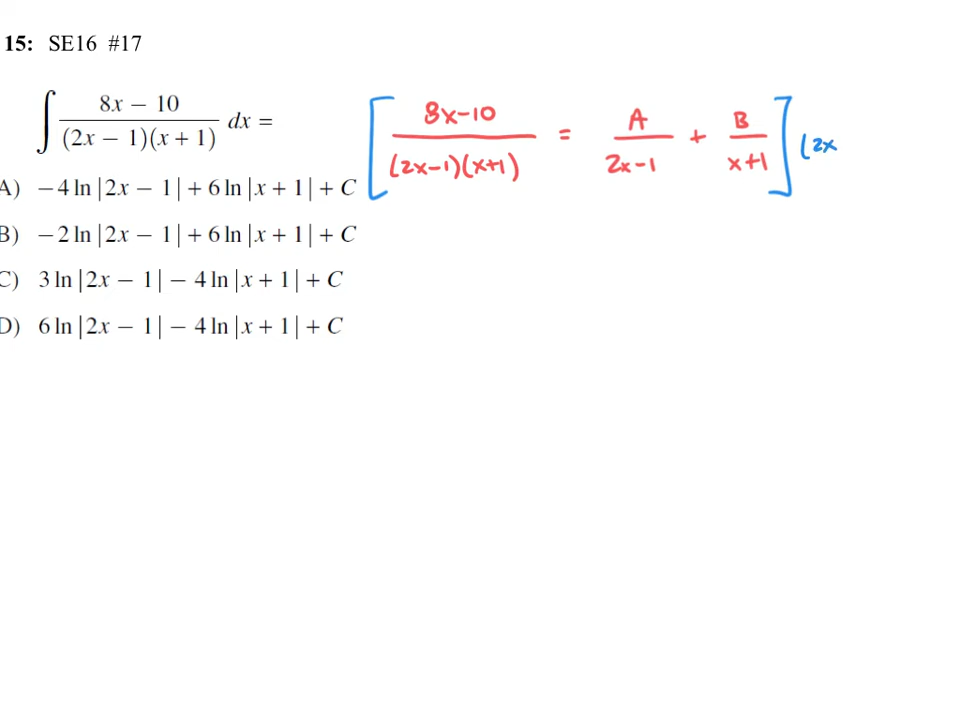 15: SE16 #17
∫ (8x − 10)/((2x − 1)(x + 1)) dx =
[ (8x-10)/((2x-1)(x+1)) = A/(2x-1) + B/(x+1) ] (2x
A) −4 ln |2x − 1| + 6 ln |x + 1| + C
B) −2 ln |2x − 1| + 6 ln |x + 1| + C
C) 3 ln |2x − 1| − 4 ln |x + 1| + C
D) 6 ln |2x − 1| − 4 ln |x + 1| + C